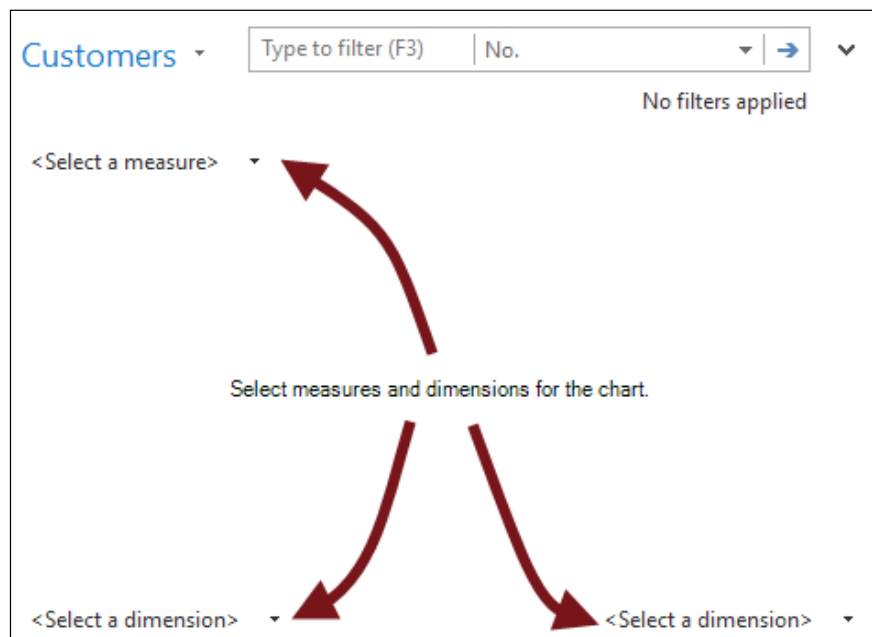 Customers
Type to filter (F3) No.
No filters applied
<Select a measure>
Select measures and dimensions for the chart.
<Select a dimension> <Select a dimension>